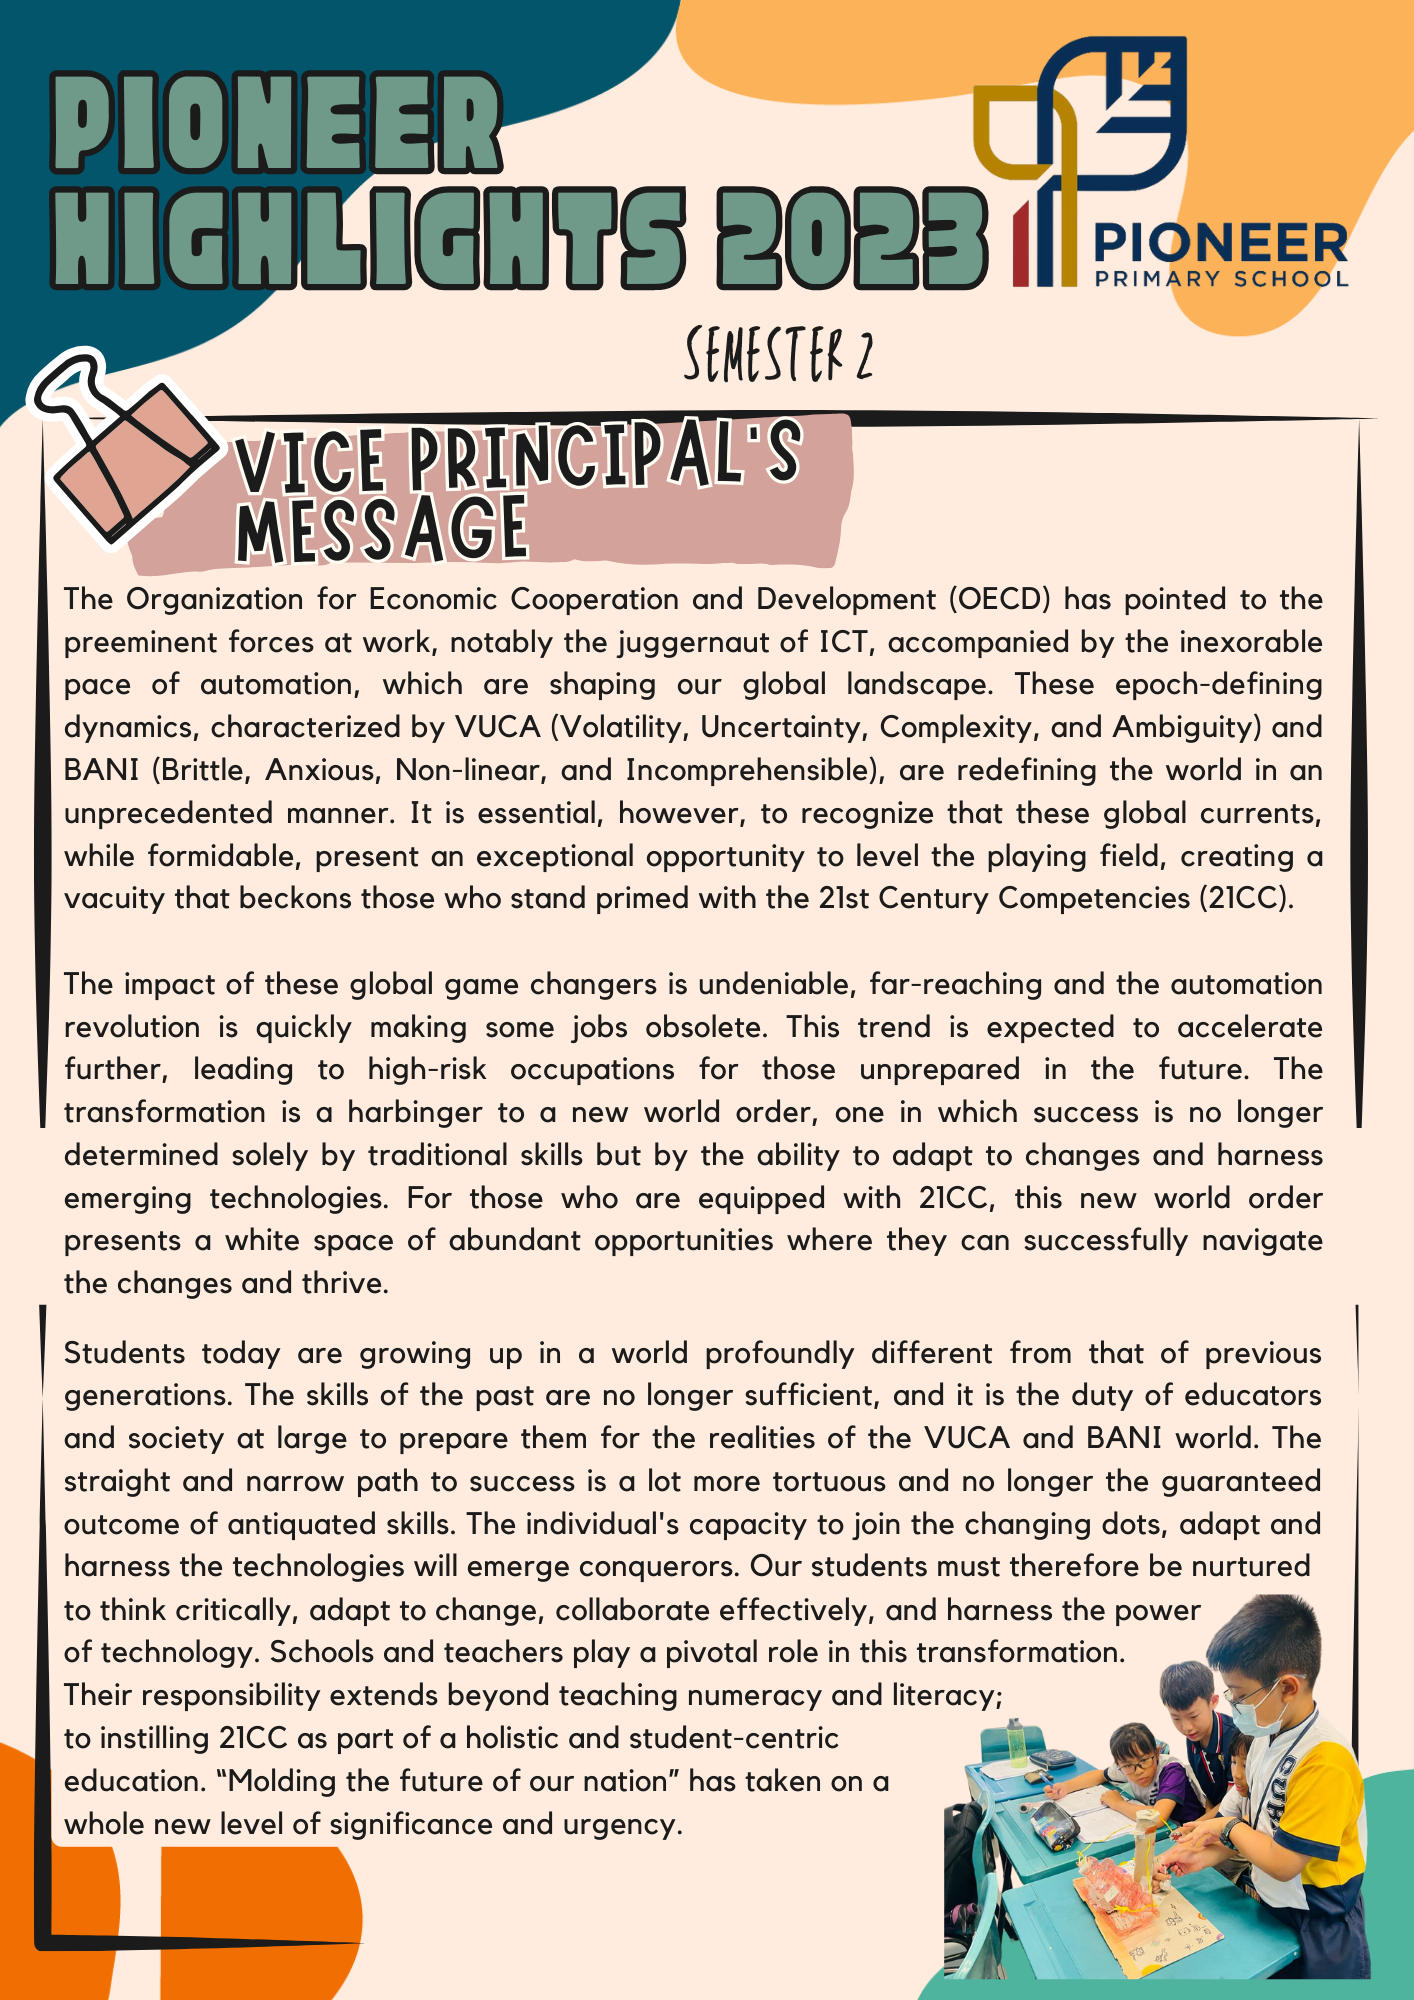 PIONEER
HIGHLIGHTS 2023
PIONEER
PRIMARY SCHOOL
SEMESTER 2
VICE PRINCIPAL'S
MESSAGE
The Organization for Economic Cooperation and Development (OECD) has pointed to the
preeminent forces at work, notably the juggernaut of ICT, accompanied by the inexorable
pace of automation, which are shaping our global landscape. These epoch-defining
dynamics, characterized by VUCA (Volatility, Uncertainty, Complexity, and Ambiguity) and
BANI (Brittle, Anxious, Non-linear, and Incomprehensible), are redefining the world in an
unprecedented manner. It is essential, however, to recognize that these global currents,
while formidable, present an exceptional opportunity to level the playing field, creating a
vacuity that beckons those who stand primed with the 21st Century Competencies (21CC).
The impact of these global game changers is undeniable, far-reaching and the automation
revolution is quickly making some jobs obsolete. This trend is expected to accelerate
further, leading to high-risk occupations for those unprepared in the future. The
transformation is a harbinger to a new world order, one in which success is no longer
determined solely by traditional skills but by the ability to adapt to changes and harness
emerging technologies. For those who are equipped with 21CC, this new world order
presents a white space of abundant opportunities where they can successfully navigate
the changes and thrive.
Students today are growing up in a world profoundly different from that of previous
generations. The skills of the past are no longer sufficient, and it is the duty of educators
and society at large to prepare them for the realities of the VUCA and BANI world. The
straight and narrow path to success is a lot more tortuous and no longer the guaranteed
outcome of antiquated skills. The individual's capacity to join the changing dots, adapt and
harness the technologies will emerge conquerors. Our students must therefore be nurtured
to think critically, adapt to change, collaborate effectively, and harness the power
of technology. Schools and teachers play a pivotal role in this transformation.
Their responsibility extends beyond teaching numeracy and literacy;
to instilling 21CC as part of a holistic and student-centric
education. “Molding the future of our nation” has taken on a
whole new level of significance and urgency.